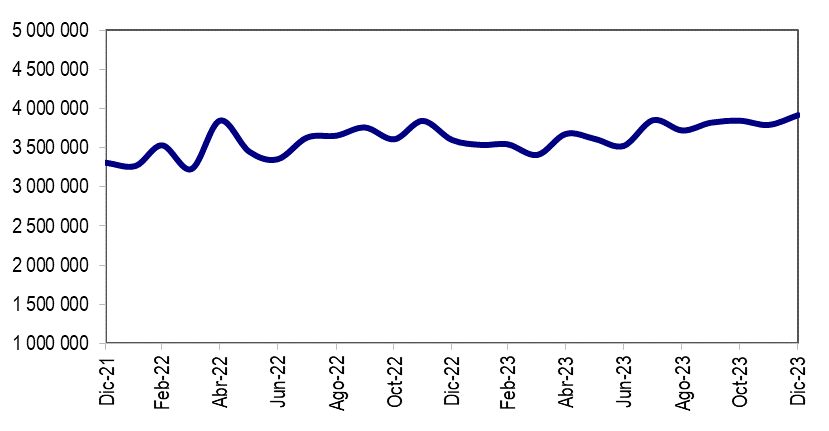 5 000 000
4 500 000
4 000 000
3 500 000
3 000 000
2 500 000
2 000 000
1 500 000
1 000 000
Dic-21
Feb-22
Abr-22
Jun-22
Ago-22
Oct-22
Dic-22
Feb-23
Abr-23
Jun-23
Ago-23
Oct-23
Dic-23